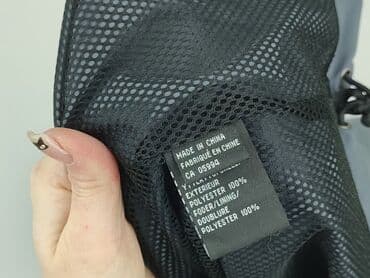 MADE IN CHINA
FABRIQUÉ EN CHINE
CA 05994
EXTERIEUR
POLYESTER 100%
FODER/LINING/
DOUBLURE
POLYESTER 100%